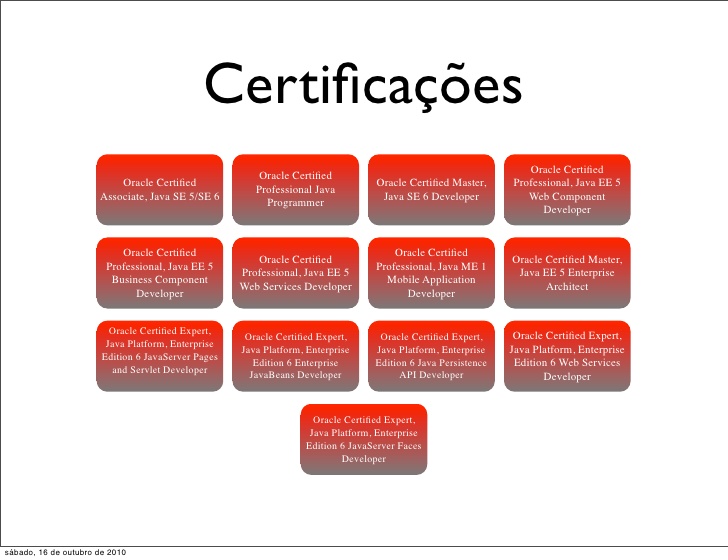 Certificações
Oracle Certified
Associate, Java SE 5/SE 6
Oracle Certified
Professional Java
Programmer
Oracle Certified Master,
Java SE 6 Developer
Oracle Certified
Professional, Java EE 5
Web Component
Developer
Oracle Certified
Professional, Java EE 5
Business Component
Developer
Oracle Certified
Professional, Java EE 5
Web Services Developer
Oracle Certified
Professional, Java ME 1
Mobile Application
Developer
Oracle Certified Master,
Java EE 5 Enterprise
Architect
Oracle Certified Expert,
Java Platform, Enterprise
Edition 6 JavaServer Pages
and Servlet Developer
Oracle Certified Expert,
Java Platform, Enterprise
Edition 6 Enterprise
JavaBeans Developer
Oracle Certified Expert,
Java Platform, Enterprise
Edition 6 Java Persistence
API Developer
Oracle Certified Expert,
Java Platform, Enterprise
Edition 6 Web Services
Developer
Oracle Certified Expert,
Java Platform, Enterprise
Edition 6 JavaServer Faces
Developer
sábado, 16 de outubro de 2010